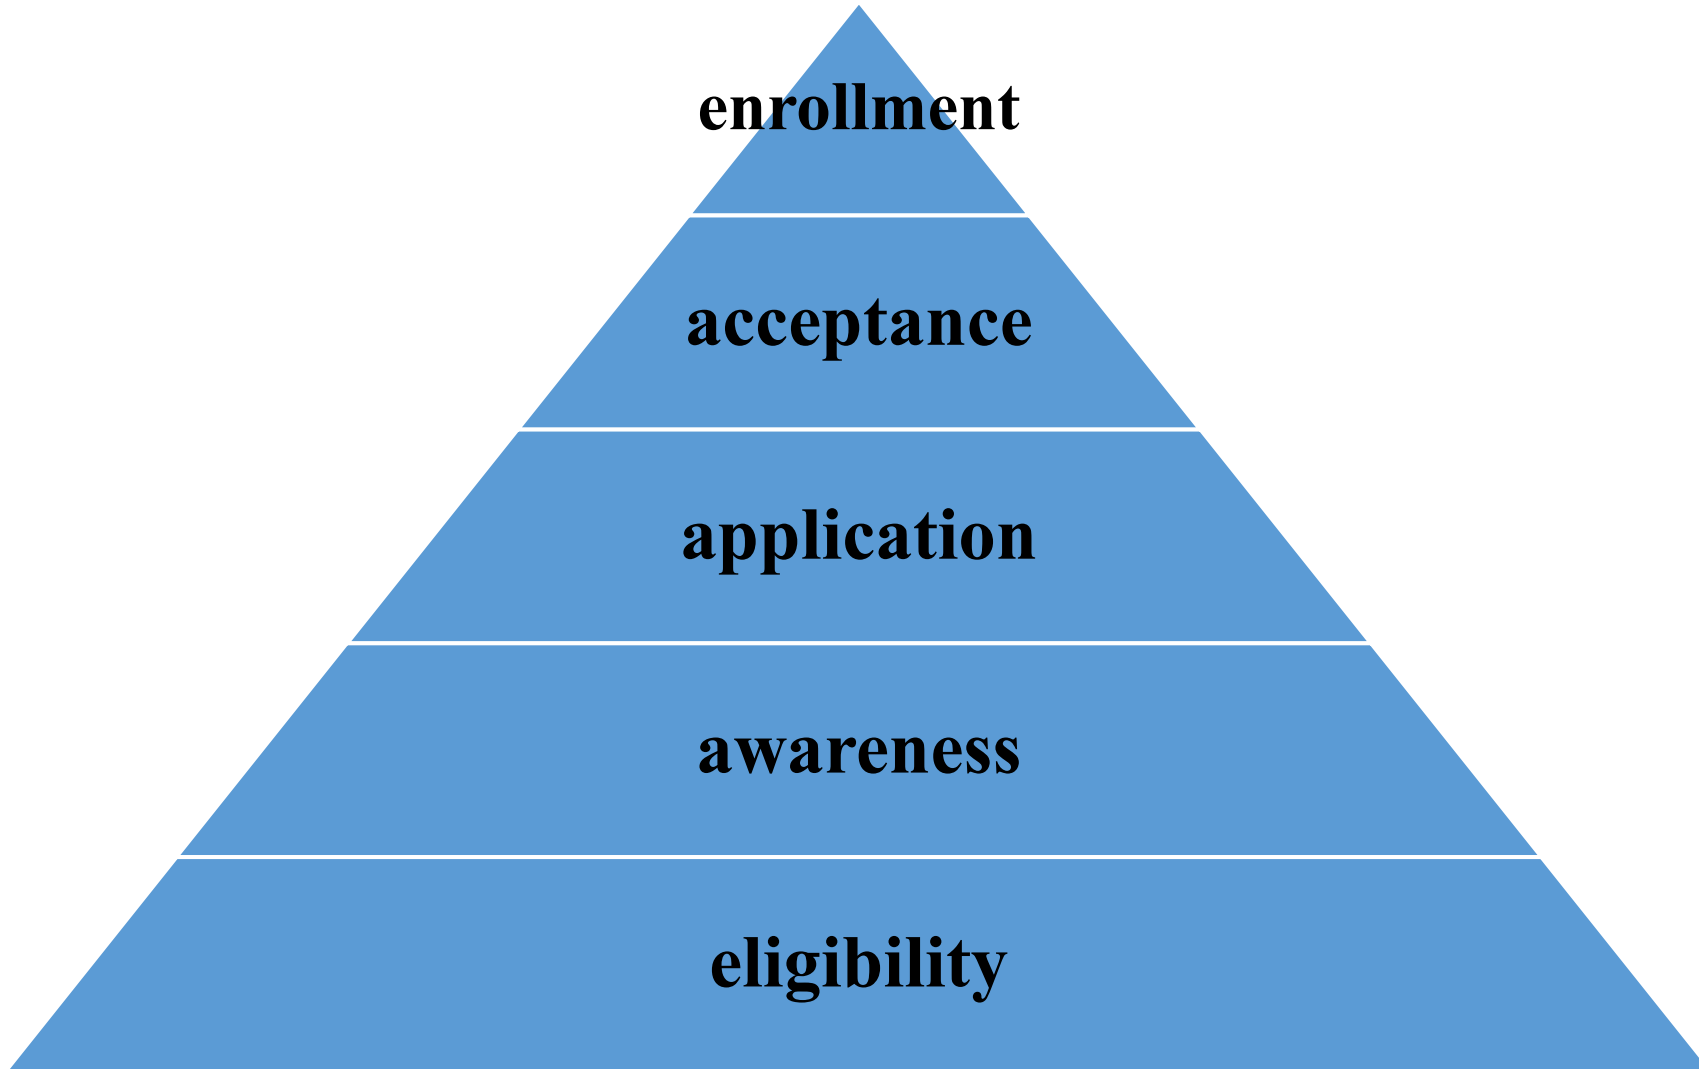 enrollment
acceptance
application
awareness
eligibility